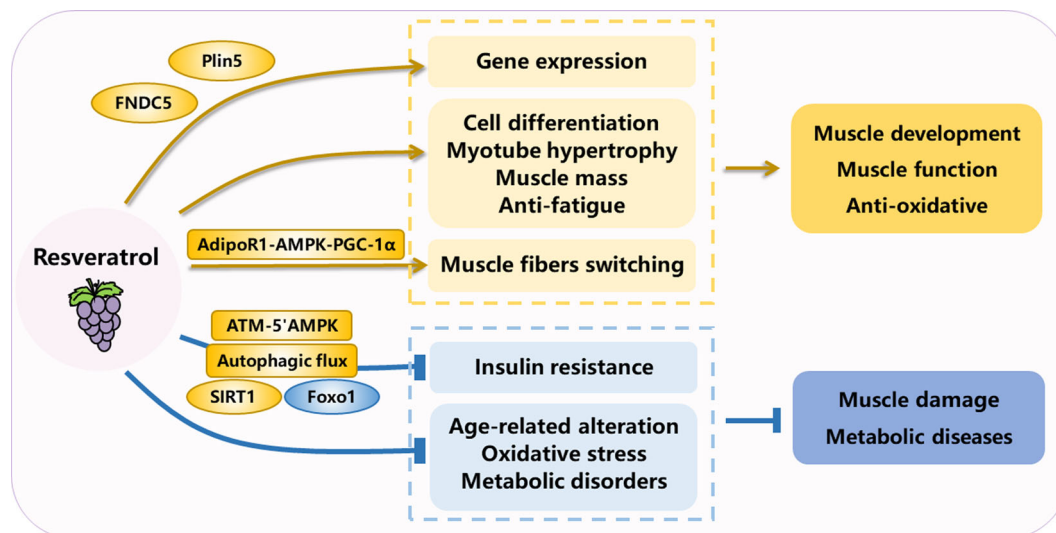 Plin5
FNDC5
Gene expression
Cell differentiation
Myotube hypertrophy
Muscle mass
Anti-fatigue
Muscle development
Muscle function
Anti-oxidative
Resveratrol
AdipoR1-AMPK-PGC-1α
Muscle fibers switching
ATM-5'AMPK
Autophagic flux
SIRT1
Foxo1
Insulin resistance
Age-related alteration
Oxidative stress
Metabolic disorders
Muscle damage
Metabolic diseases